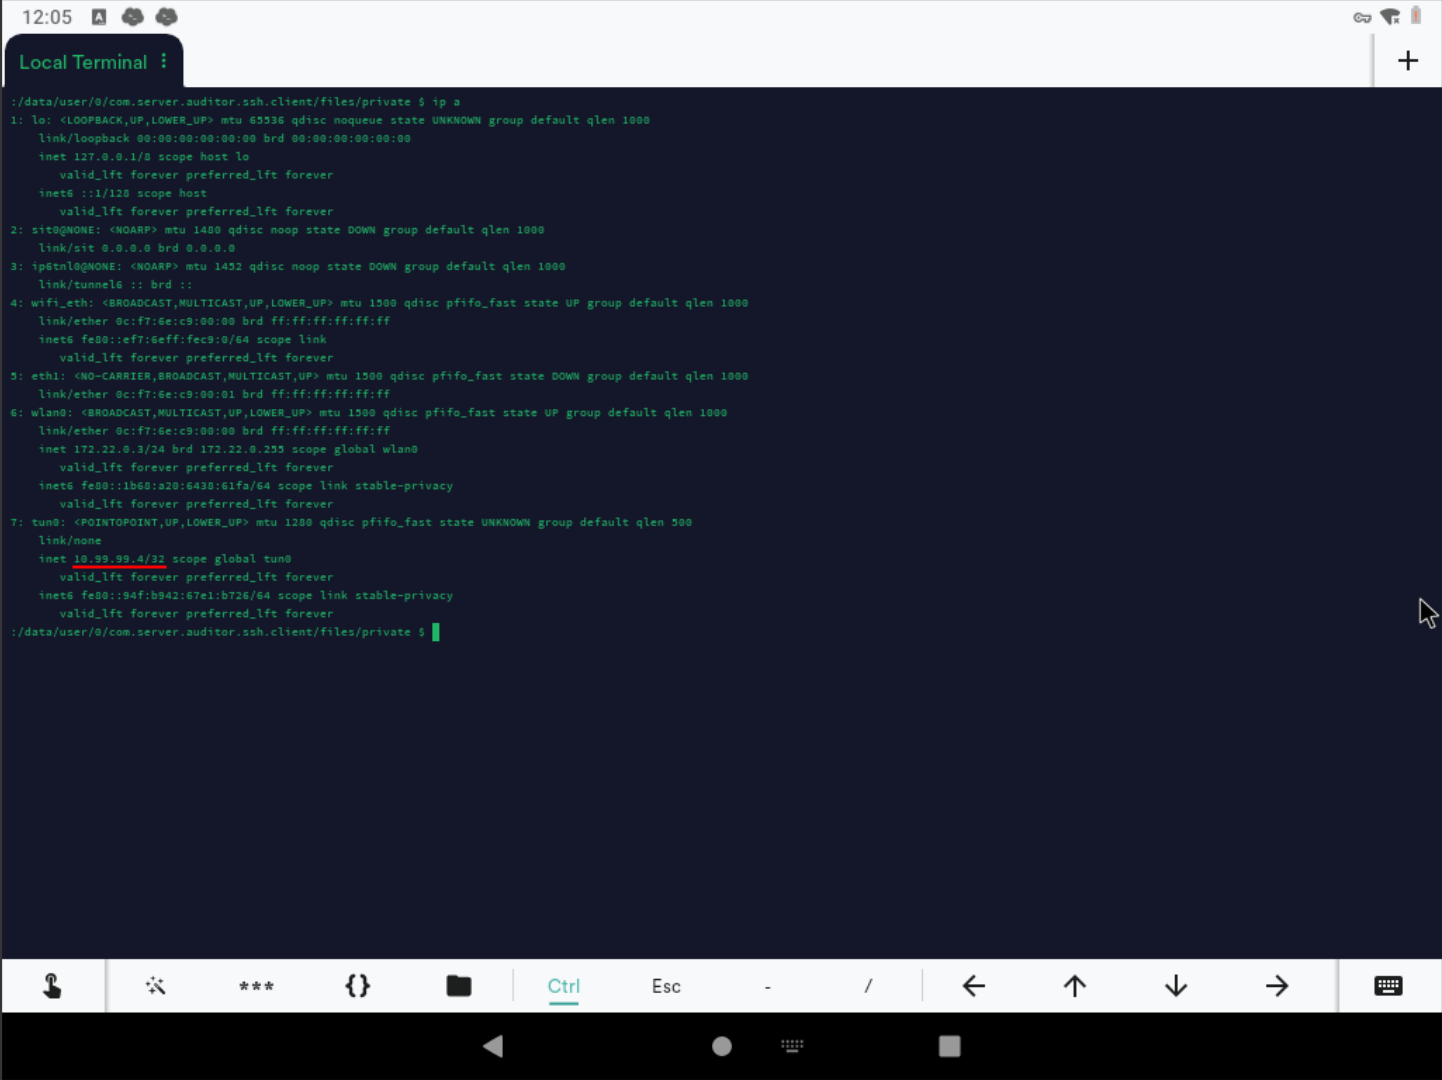 12:05
Local Terminal
:/data/user/0/com.server.auditor.ssh.client/files/private $ ip a
1: lo: <LOOPBACK,UP,LOWER_UP> mtu 65536 qdisc noqueue state UNKNOWN group default qlen 1000
link/loopback 00:00:00:00:00:00 brd 00:00:00:00:00:00
inet 127.0.0.1/8 scope host lo
valid_lft forever preferred_lft forever
inet6 ::1/128 scope host
valid_lft forever preferred_lft forever
2: sit0@NONE: <NOARP> mtu 1480 qdisc noop state DOWN group default qlen 1000
link/sit 0.0.0.0 brd 0.0.0.0
3: ip6tnl0@NONE: <NOARP> mtu 1452 qdisc noop state DOWN group default qlen 1000
link/tunnel6 :: brd ::
4: wifi_eth: <BROADCAST,MULTICAST,UP,LOWER_UP> mtu 1500 qdisc pfifo_fast state UP group default qlen 1000
link/ether 0c:f7:6e:c9:00:00 brd ff:ff:ff:ff:ff:ff
inet6 fe80::ef7:6eff:fec9:0/64 scope link
valid_lft forever preferred_lft forever
5: eth1: <NO-CARRIER,BROADCAST,MULTICAST,UP> mtu 1500 qdisc pfifo_fast state DOWN group default qlen 1000
link/ether 0c:f7:6e:c9:00:01 brd ff:ff:ff:ff:ff:ff
6: wlan0: <BROADCAST,MULTICAST,UP,LOWER_UP> mtu 1500 qdisc pfifo_fast state UP group default qlen 1000
link/ether 0c:f7:6e:c9:00:00 brd ff:ff:ff:ff:ff:ff
inet 172.22.0.3/24 brd 172.22.0.255 scope global wlan0
valid_lft forever preferred_lft forever
inet6 fe80::1b68:a20:6438:61fa/64 scope link stable-privacy
valid_lft forever preferred_lft forever
7: tun0: <POINTOPOINT,UP,LOWER_UP> mtu 1280 qdisc pfifo_fast state UNKNOWN group default qlen 500
link/none
inet 10.99.99.4/32 scope global tun0
valid_lft forever preferred_lft forever
inet6 fe80::94f:b942:67e1:b726/64 scope link stable-privacy
valid_lft forever preferred_lft forever
:/data/user/0/com.server.auditor.ssh.client/files/private $
*** {} Ctrl Esc - /